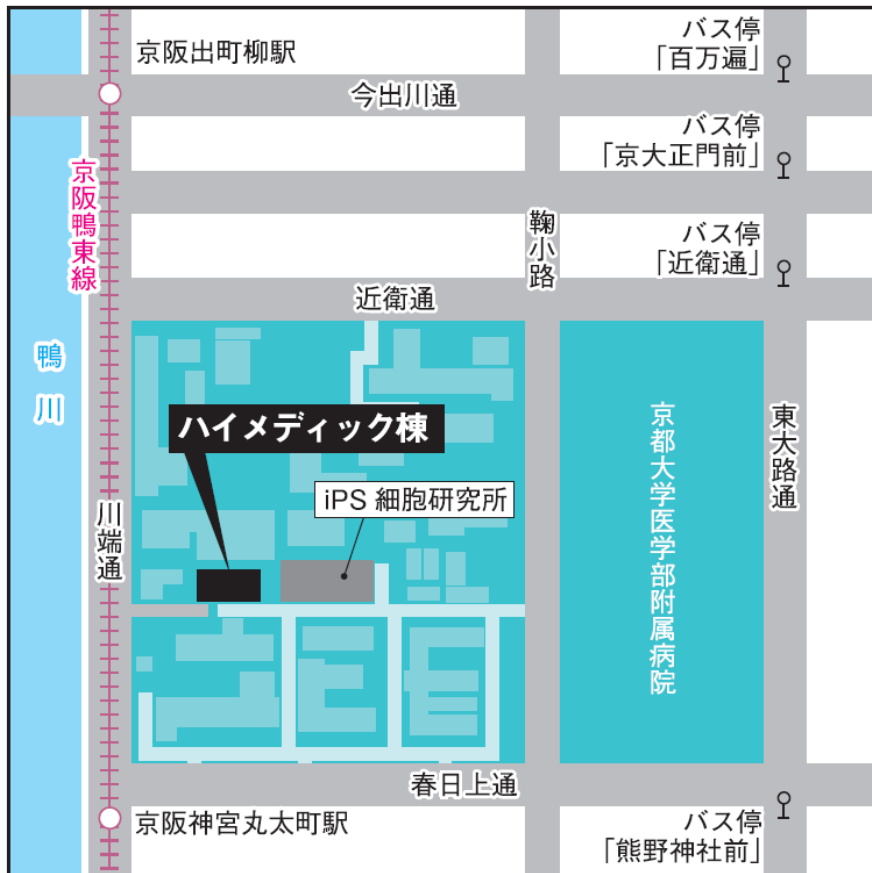 京阪出町柳駅
バス停
「百万遍」
今出川通
バス停
「京大正門前」
京阪鴨東線
鞠小路
バス停
「近衛通」
近衛通
鴨川
ハイメディック棟
京都大学医学部附属病院
東大路通
iPS 細胞研究所
川端通
春日上通
京阪神宮丸太町駅
バス停
「熊野神社前」